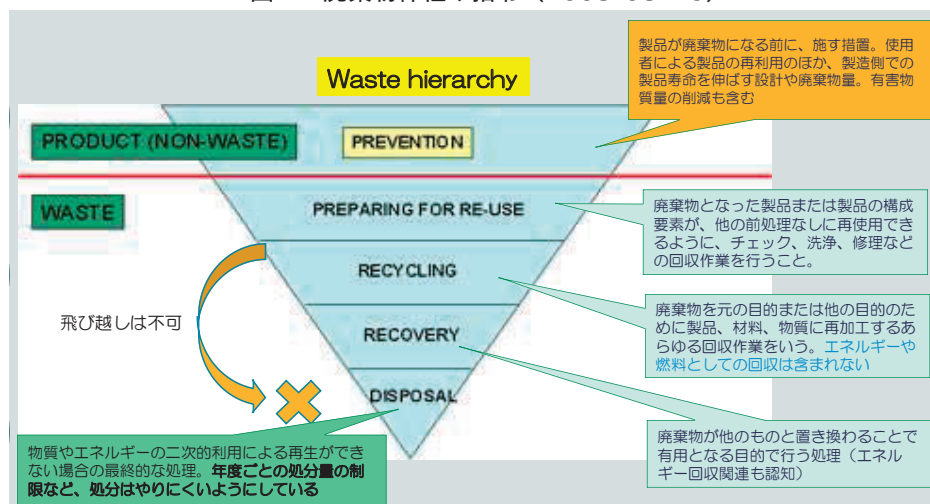 Waste hierarchy
製品が廃棄物になる前に、施す措置。使用
者による製品の再利用のほか、製造側での
製品寿命を伸ばす設計や廃棄物量。有害物
質量の削減も含む
PRODUCT (NON-WASTE)
PREVENTION
WASTE
PREPARING FOR RE-USE
廃棄物となった製品または製品の構成
要素が、他の前処理なしに再使用でき
るように、チェック、洗浄、修理など
の回収作業を行うこと。
RECYCLING
飛び越しは不可
廃棄物を元の目的または他の目的のた
めに製品、材料、物質に再加工するあ
らゆる回収作業をいう。エネルギーや
燃料としての回収は含まれない
RECOVERY
DISPOSAL
物質やエネルギーの二次的利用による再生ができ
ない場合の最終的な処理。年度ごとの処分量の制
限など、処分はやりにくいようにしている
廃棄物が他のものと置き換わることで
有用となる目的で行う処理（エネル
ギー回収関連も認知）